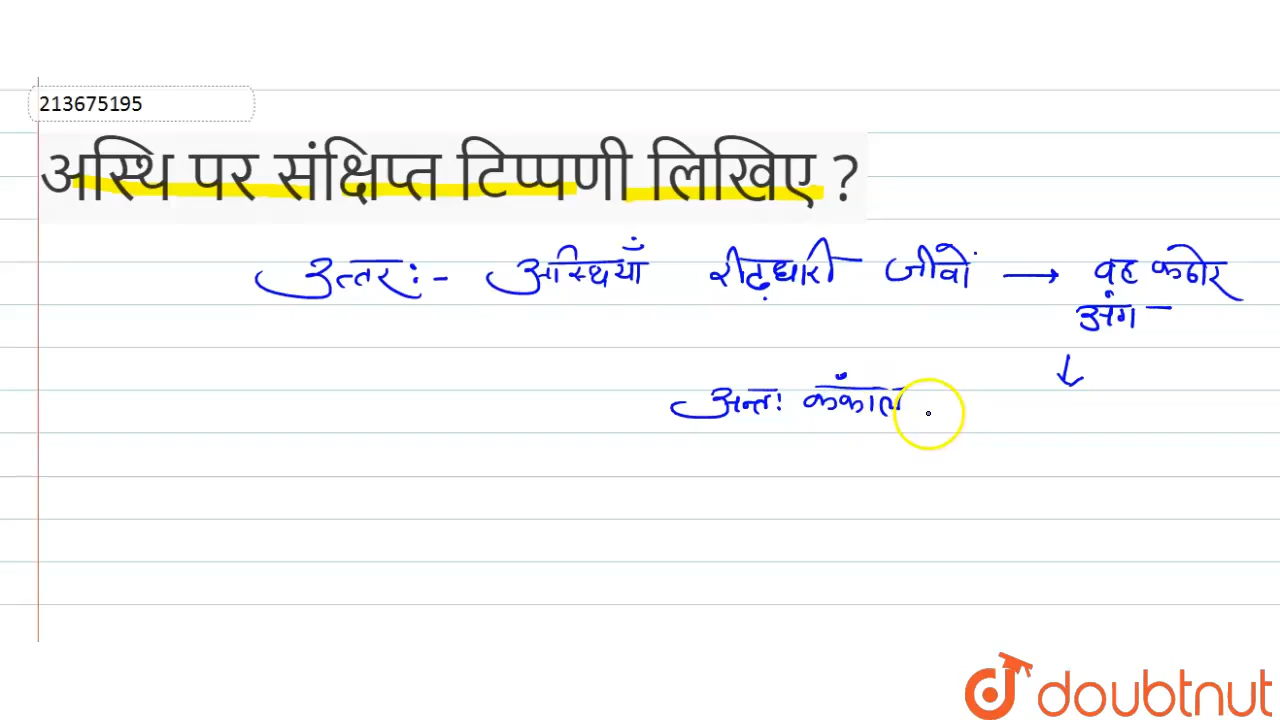 213675195
अस्थि पर संक्षिप्त टिप्पणी लिखिए ?
उत्तर:- अस्थियाँ रीढ़धारी जीवों → वह कठोर
अंग
↓
अन्त: कंकाल
doubtnut